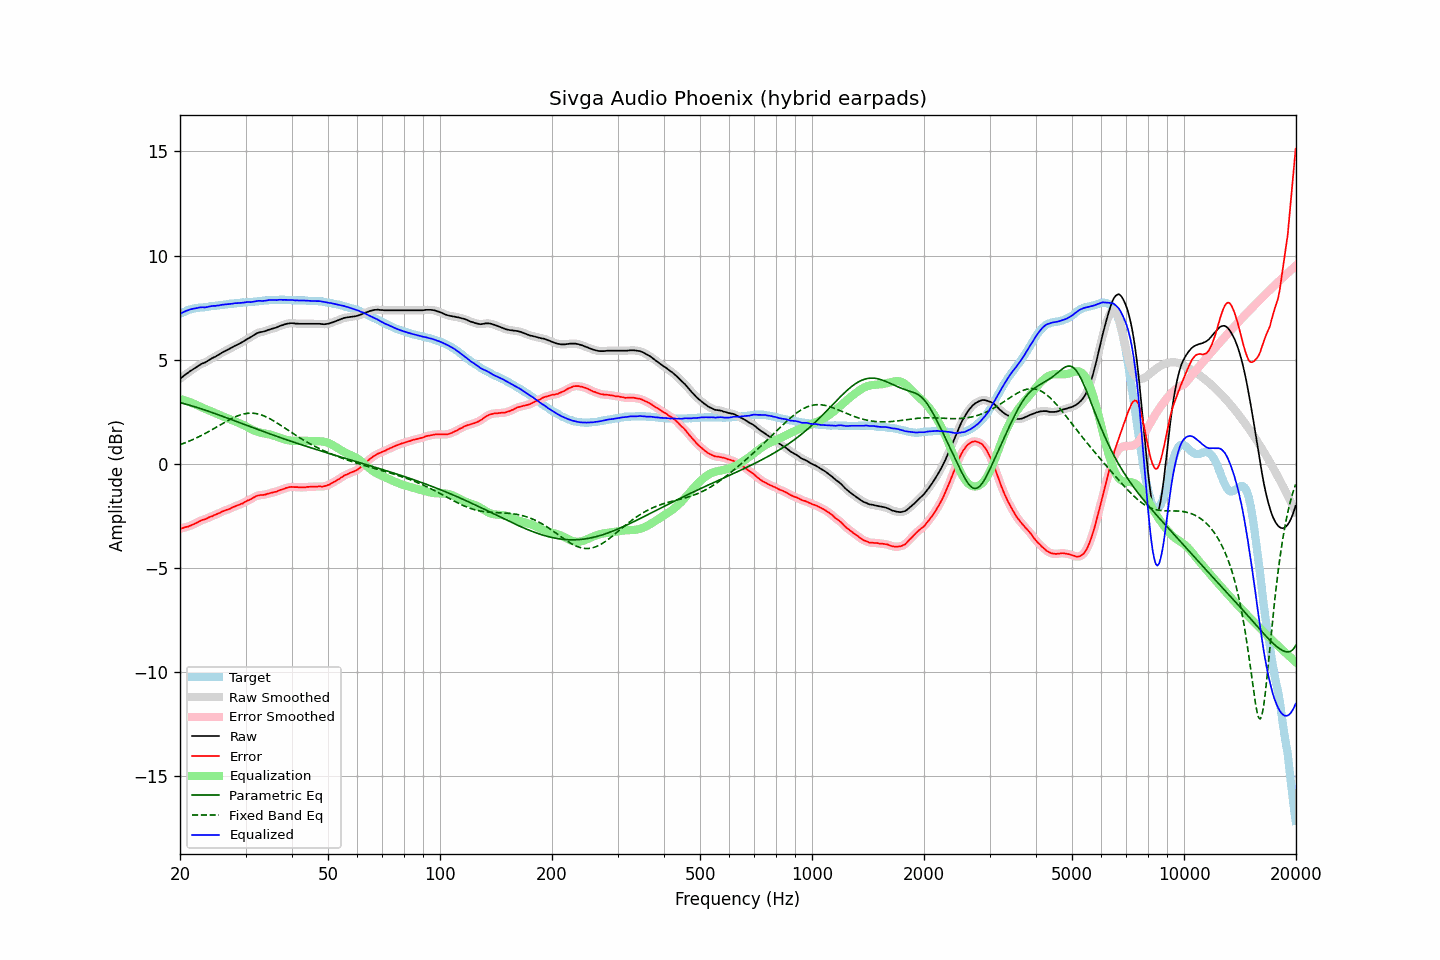 Sivga Audio Phoenix (hybrid earpads)
Amplitude (dBr)
15
10
5
0
−5
−10
−15
Target
Raw Smoothed
Error Smoothed
Raw
Error
Equalization
Parametric Eq
Fixed Band Eq
Equalized
20 50 100 200 500 1000 2000 5000 10000 20000
Frequency (Hz)